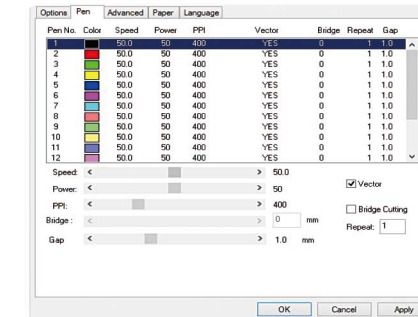 Options Pen Advanced Paper Language
Pen No. Color Speed Power PPI Vector Bridge Repeat Gap
1 50.0 50 400 YES 0 1 1.0
2 50.0 50 400 YES 0 1 1.0
3 50.0 50 400 YES 0 1 1.0
4 50.0 50 400 YES 0 1 1.0
5 50.0 50 400 YES 0 1 1.0
6 50.0 50 400 YES 0 1 1.0
7 50.0 50 400 YES 0 1 1.0
8 50.0 50 400 YES 0 1 1.0
9 50.0 50 400 YES 0 1 1.0
10 50.0 50 400 YES 0 1 1.0
11 50.0 50 400 YES 0 1 1.0
12 50.0 50 400 YES 0 1 1.0
Speed: 50.0
Power: 50 Vector
PPI: 400 Bridge Cutting
Bridge : 0 mm Repeat: 1
Gap 1.0 mm
OK Cancel Apply